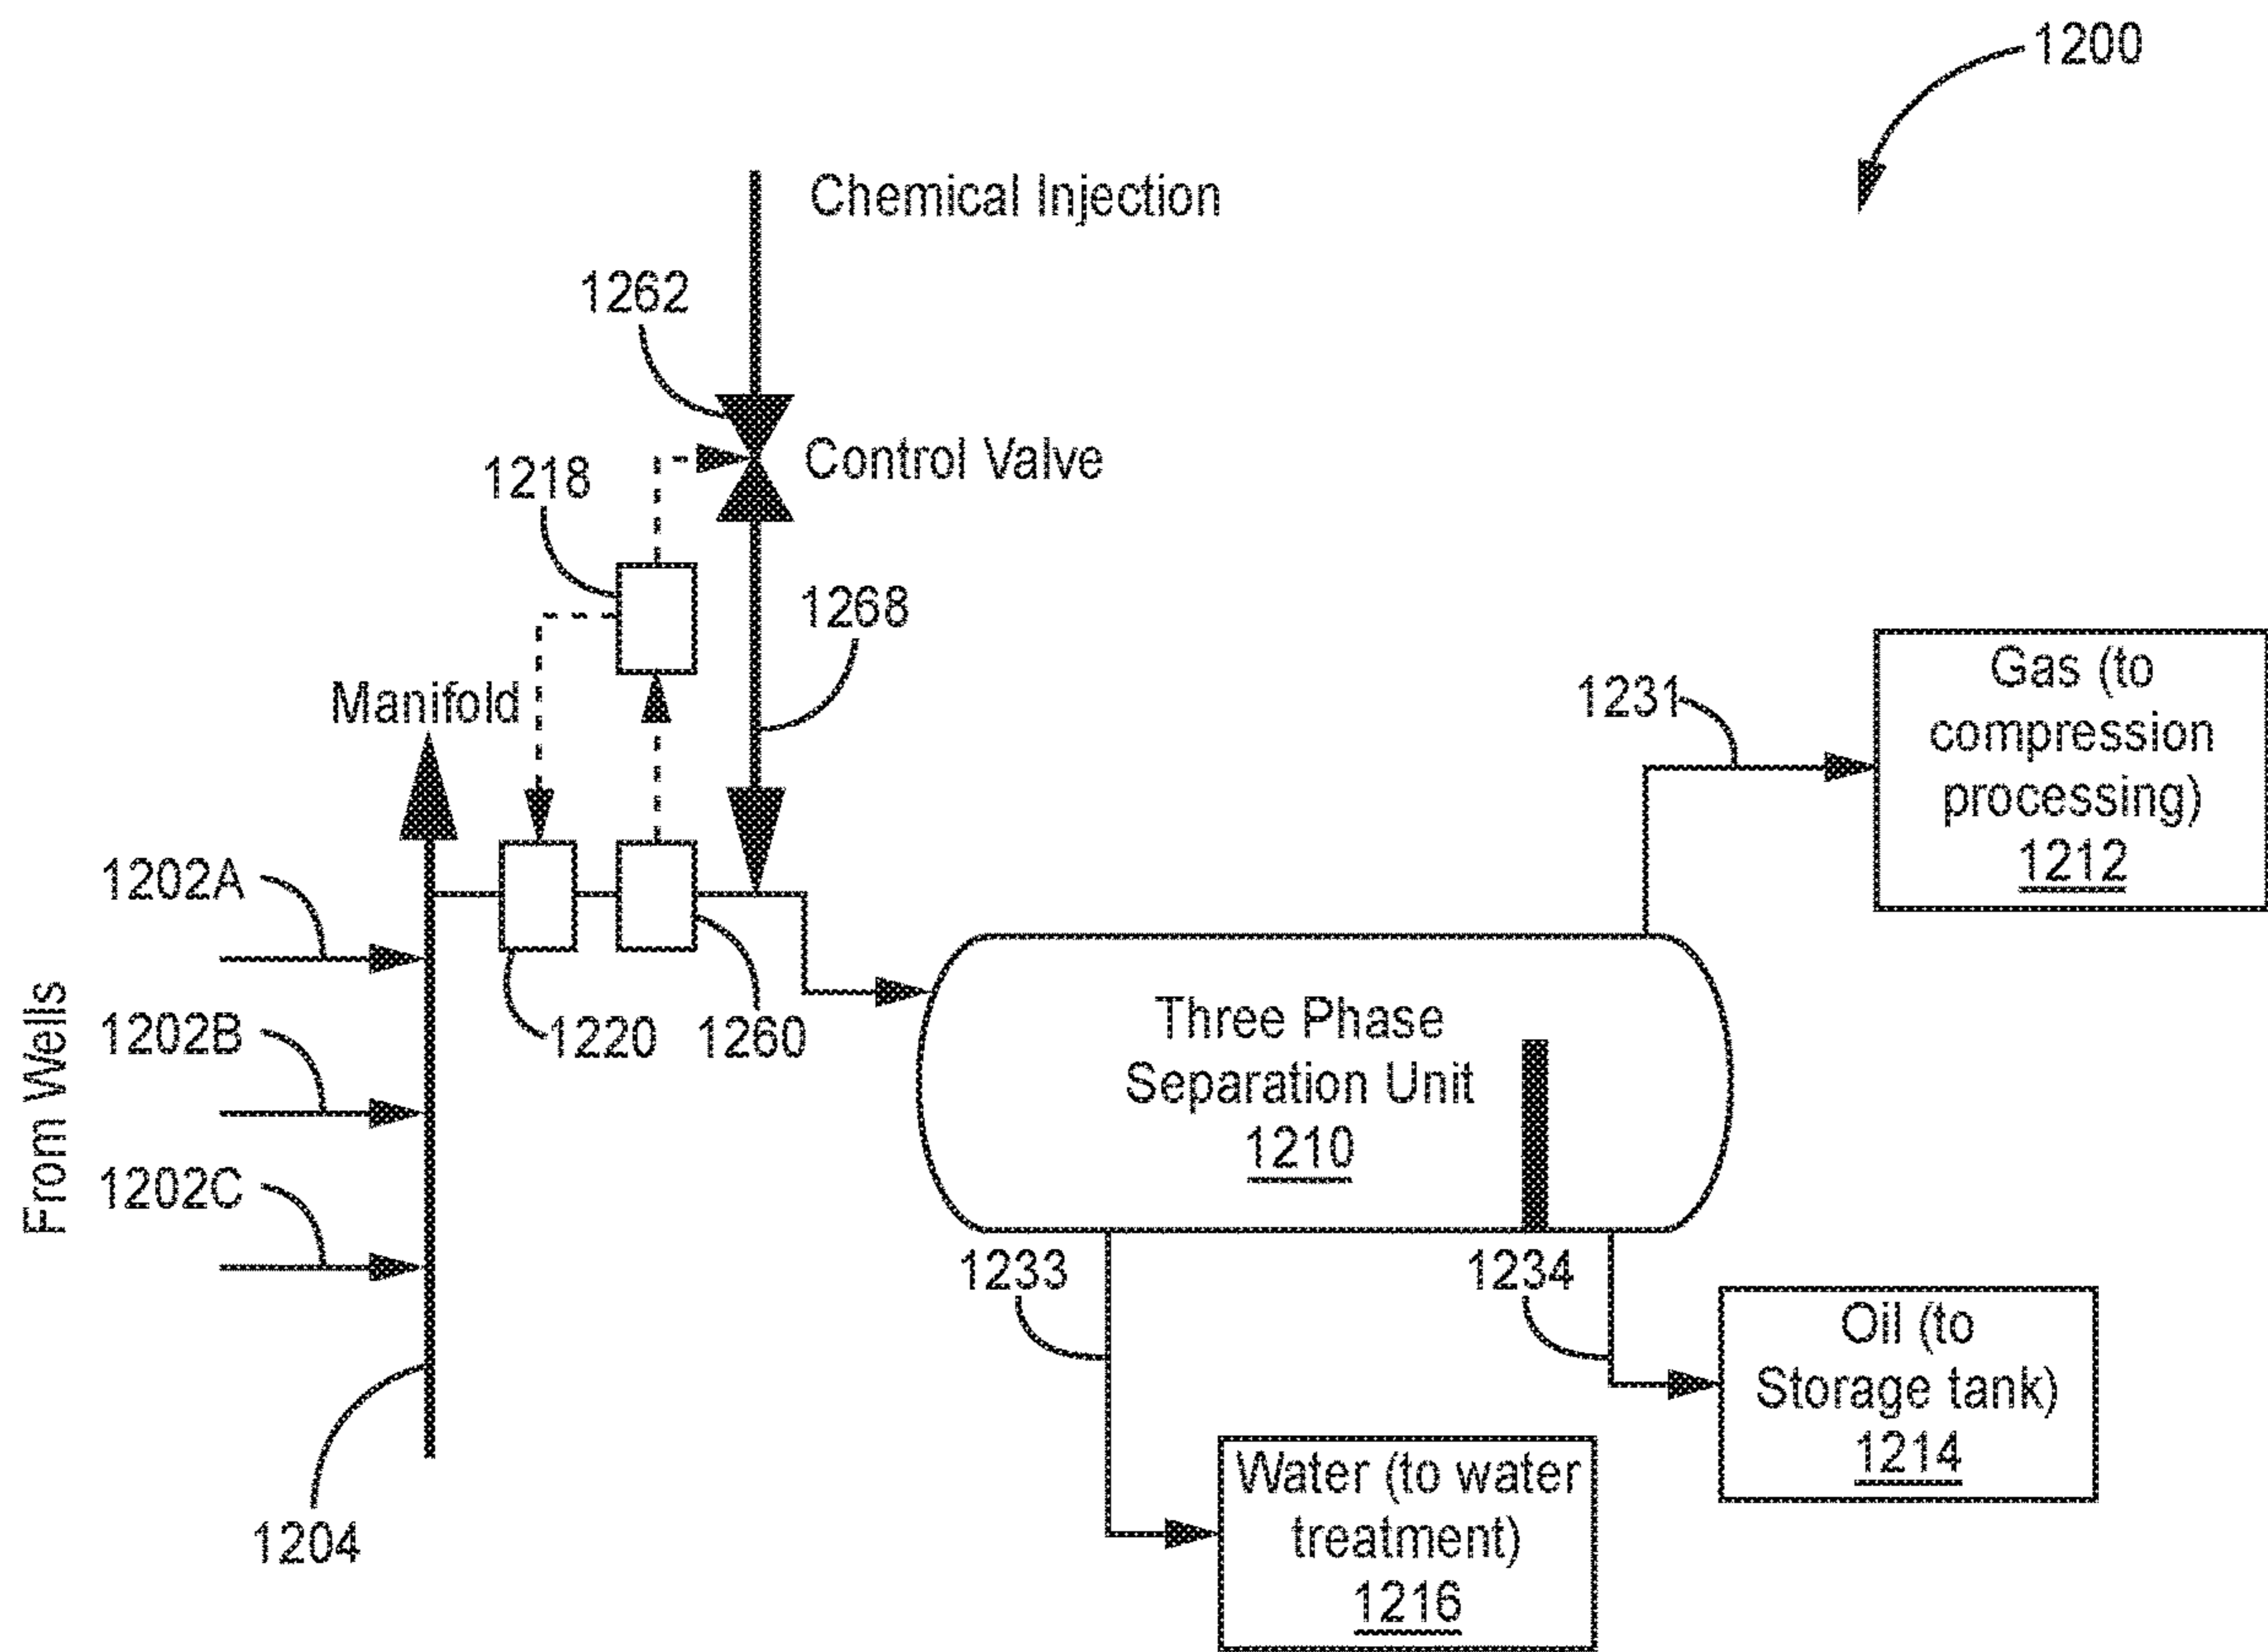 1200
Chemical Injection
1262
Control Valve
1218
1268
Manifold
1231
Gas (to
compression
processing)
1212
1202A
1202B
1202C
From Wells
1220
1260
Three Phase
Separation Unit
1210
1233
1234
Oil (to
Storage tank)
1214
Water (to water
treatment)
1216
1204